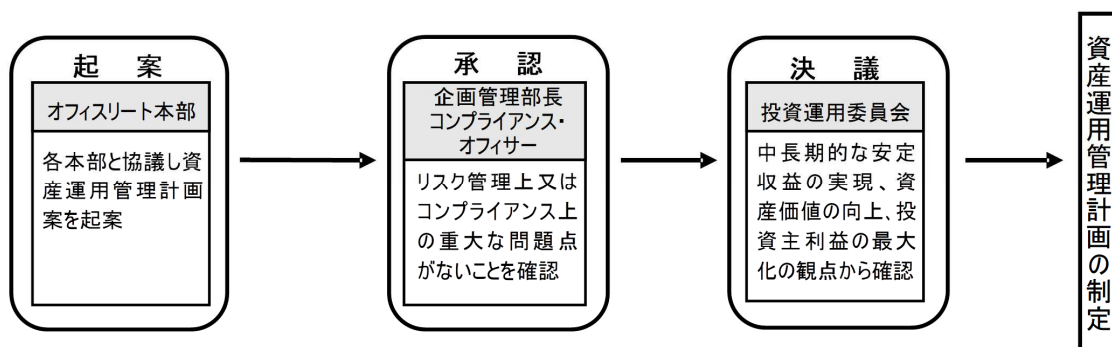 起 案
オフィスリート本部
各本部と協議し資
産運用管理計画
案を起案
承 認
企画管理部長
コンプライアンス・
オフィサー
リスク管理上又は
コンプライアンス上
の重大な問題点
がないことを確認
決 議
投資運用委員会
中長期的な安定
収益の実現、資
産価値の向上、投
資主利益の最大
化の観点から確認
資産運用管理計画の制定